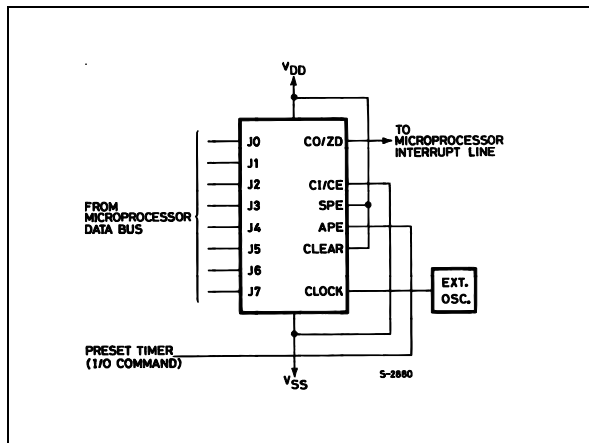 VDD
J0
J1
J2
J3
J4
J5
J6
J7
CO/ZD
CI/CE
SPE
APE
CLEAR
CLOCK
TO
MICROPROCESSOR
INTERRUPT LINE
FROM
MICROPROCESSOR
DATA BUS
EXT.
OSC.
PRESET TIMER
(I/O COMMAND)
VSS
S-2880